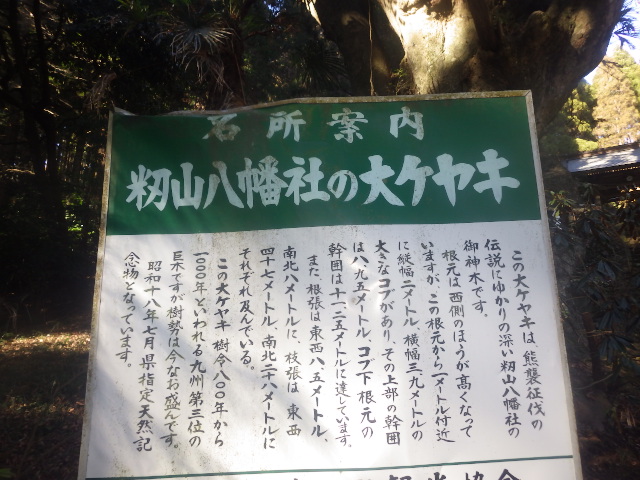 名所案内
籾山八幡社の大ケヤキ
この大ケヤキは、熊襲征伐の
伝説にゆかりの深い籾山八幡社の
御神木です。
根元は西側のほうが高くなって
いますが、この根元から一メートル付近
に縦幅二メートル、横幅三、九メートルの
大きなコブがあり、その上部の幹囲
は八、九五メートル、コブ下根元の
幹囲は十一、二五メートルに達しています。
また、根張は東西八、五メートル、
南北八メートルに、枝張は、東西
四十七メートル、南北二十八メートルに
それぞれ及んでいる。
この大ケヤキ樹令八〇〇年から
一、〇〇〇年といわれる九州第三位の
巨木ですが樹勢は今なお盛んです。
昭和十八年七月県指定天然記
念物となっています。
観光協会